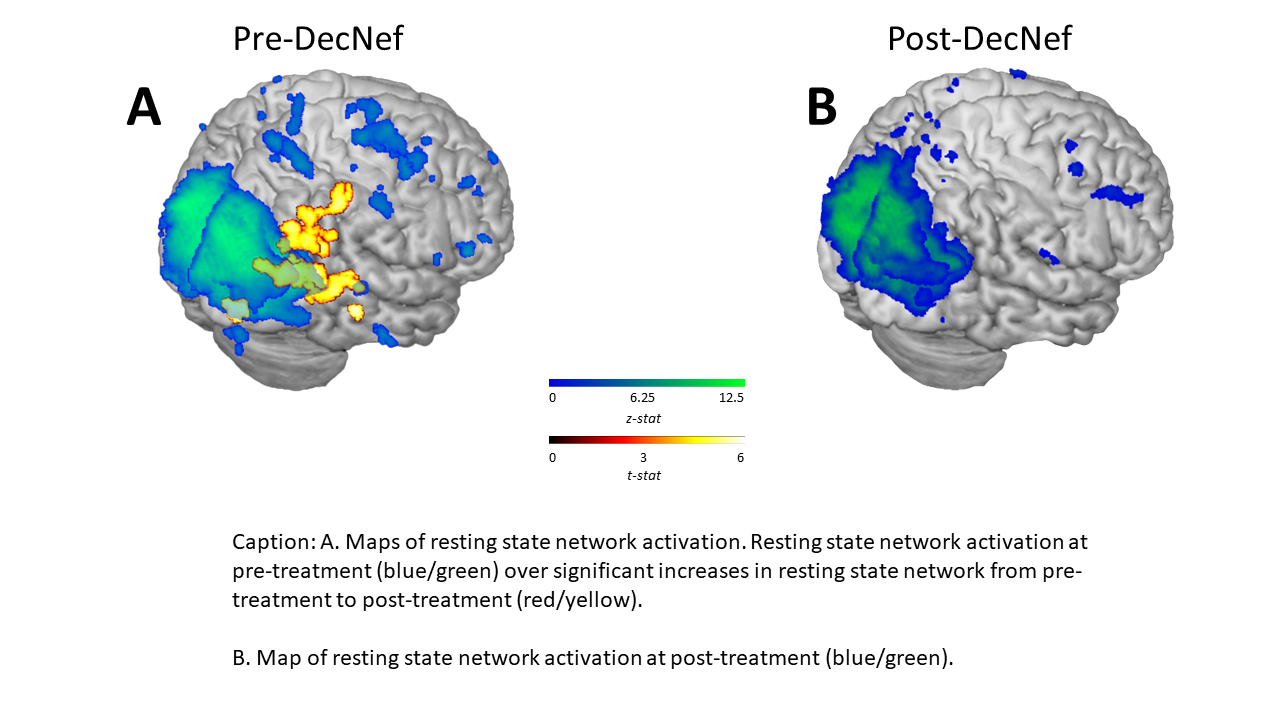 Pre-DecNef
Post-DecNef
A
B
0 6.25 12.5
z-stat
0 3 6
t-stat
Caption: A. Maps of resting state network activation. Resting state network activation at
pre-treatment (blue/green) over significant increases in resting state network from pre-
treatment to post-treatment (red/yellow).
B. Map of resting state network activation at post-treatment (blue/green).